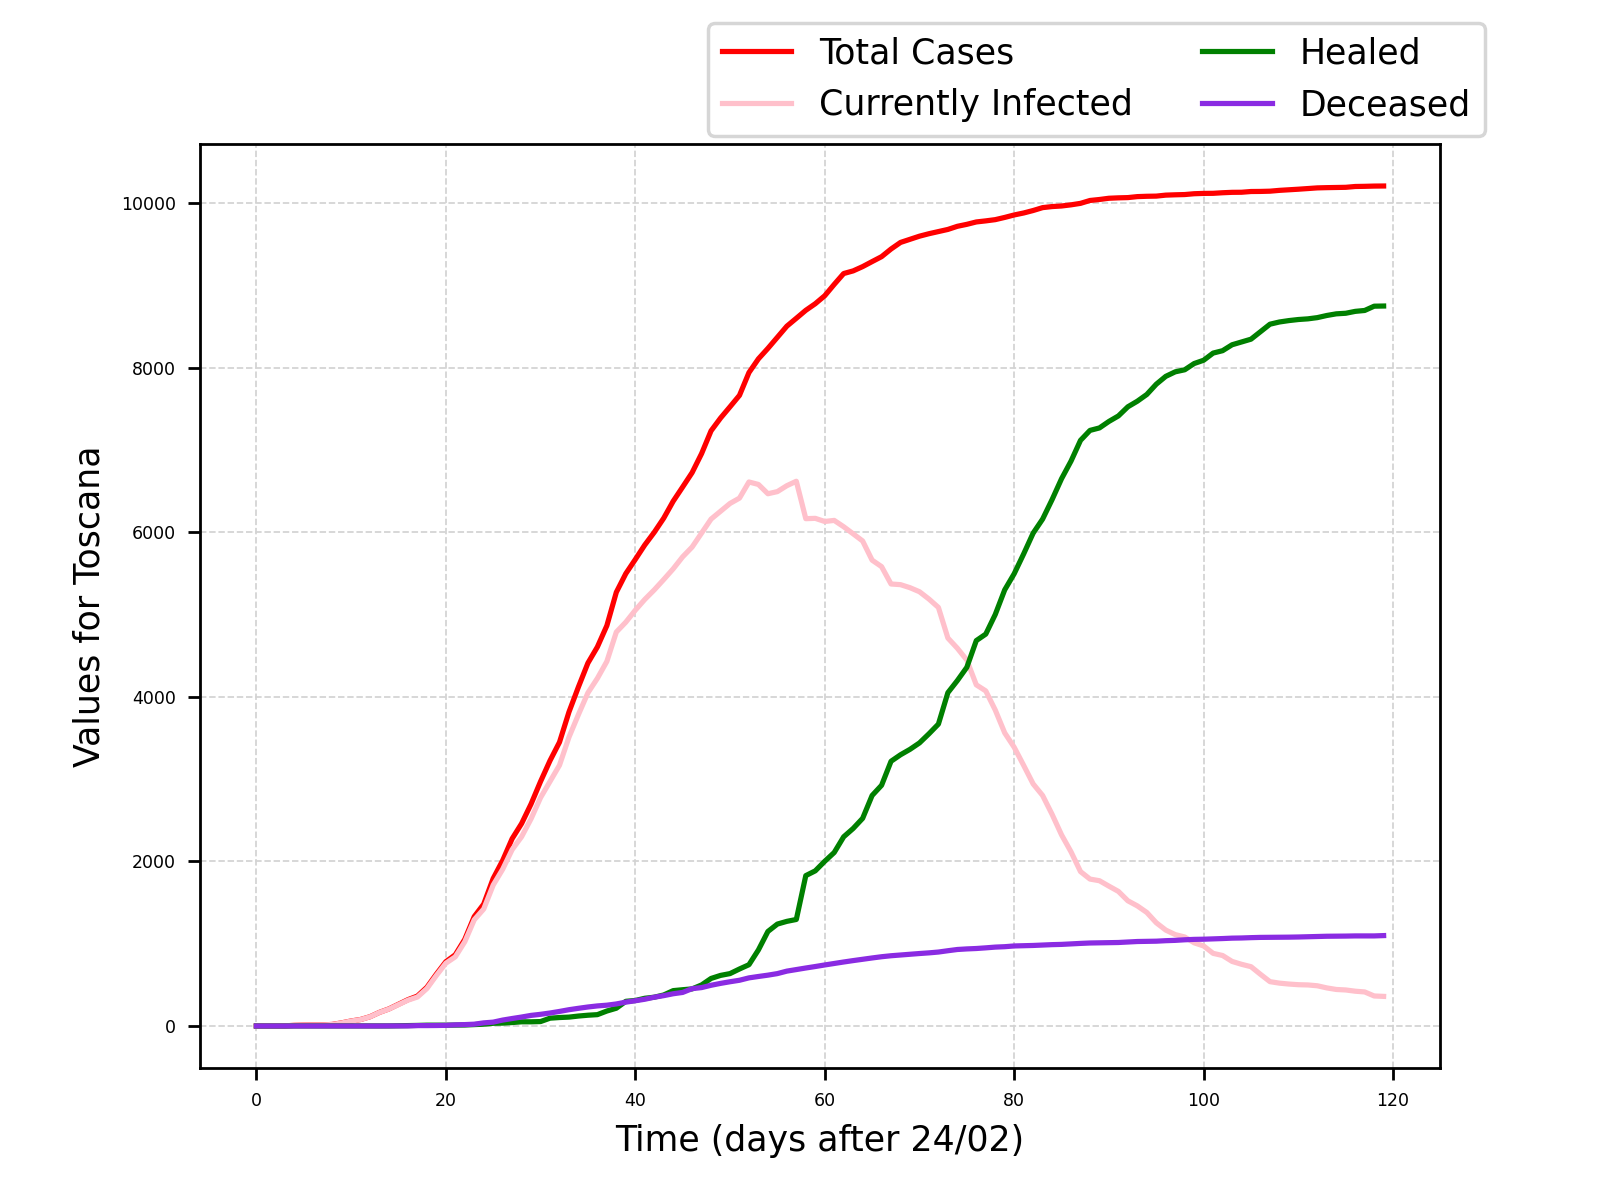 Total Cases
Currently Infected
Healed
Deceased
Values for Toscana
10000
8000
6000
4000
2000
0
0 20 40 60 80 100 120
Time (days after 24/02)